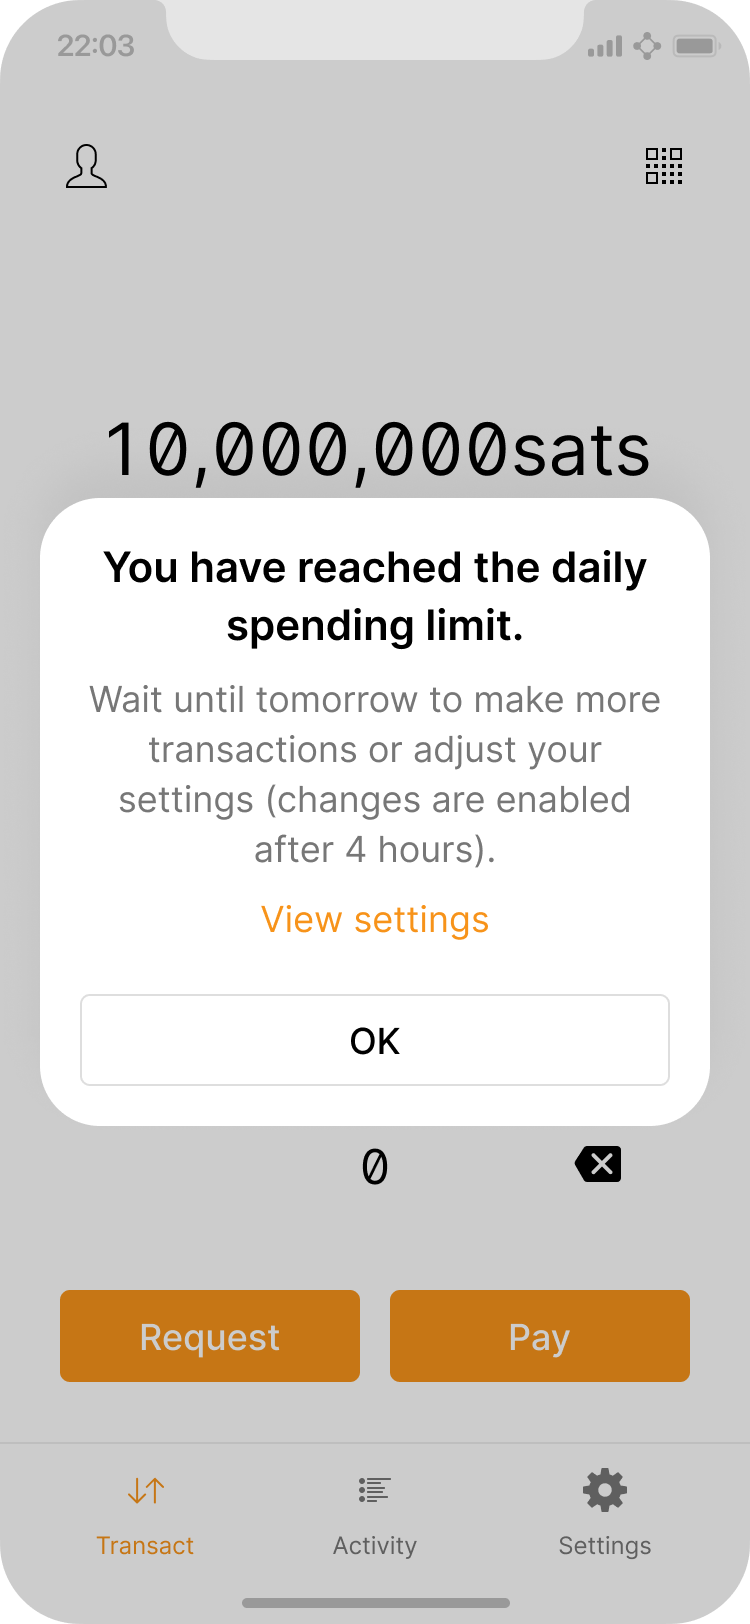 22:03
10,000,000sats
You have reached the daily
spending limit.
Wait until tomorrow to make more
transactions or adjust your
settings (changes are enabled
after 4 hours).
View settings
OK
0
Request Pay
Transact Activity Settings